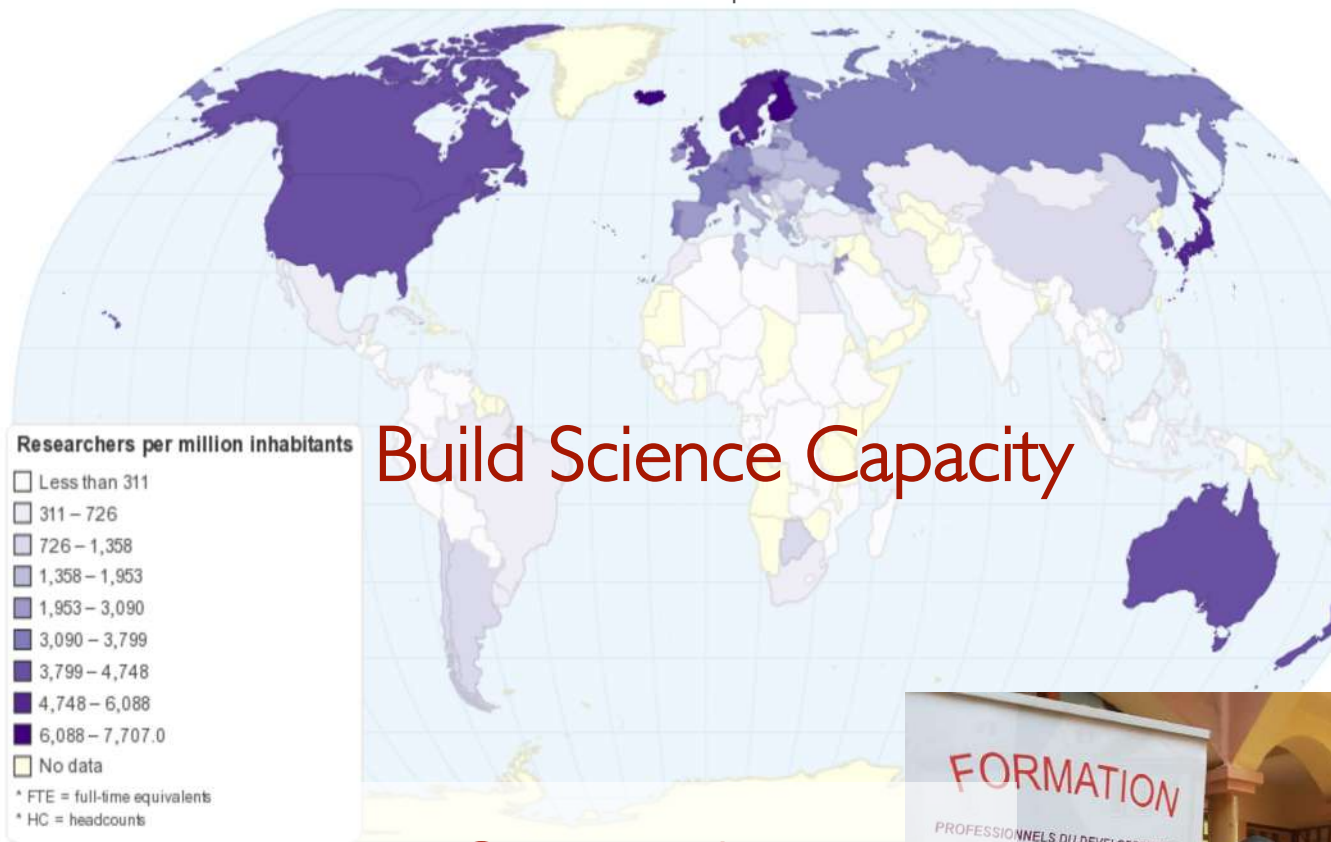 Build Science Capacity
Researchers per million inhabitants
Less than 311
311 – 726
726 – 1,358
1,358 – 1,953
1,953 – 3,090
3,090 – 3,799
3,799 – 4,748
4,748 – 6,088
6,088 – 7,707.0
No data
* FTE = full-time equivalents
* HC = headcounts
FORMATION
PROFESSIONNELS DU